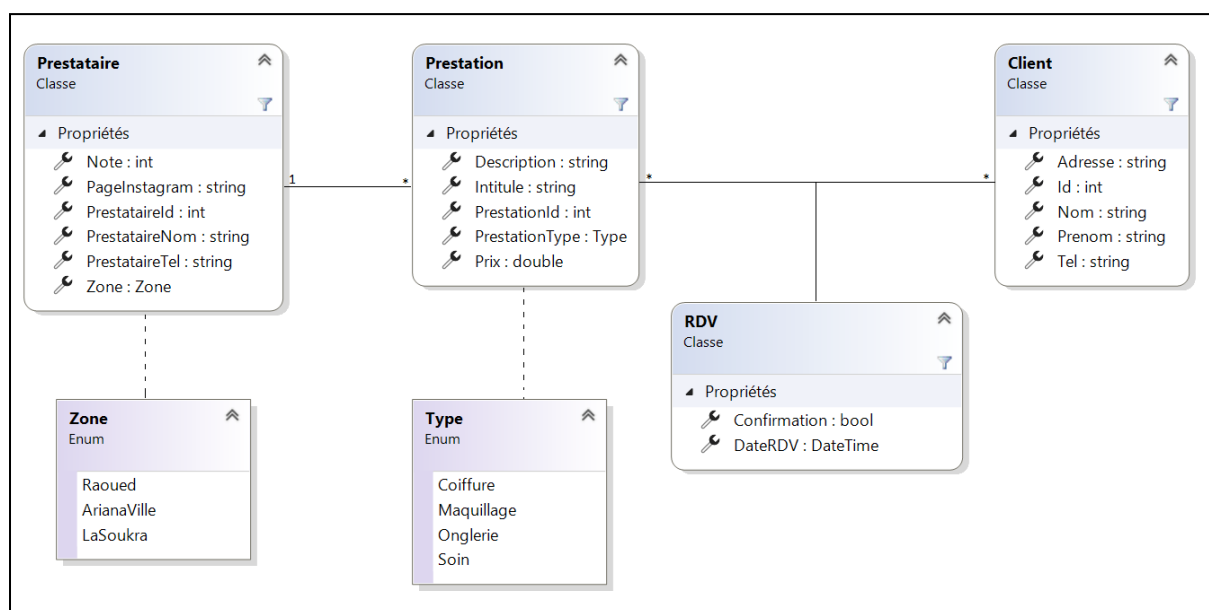 Prestataire
Classe
Propriétés
Note : int
PageInstagram : string
PrestataireId : int
PrestataireNom : string
PrestataireTel : string
Zone : Zone
1
*
Prestation
Classe
Propriétés
Description : string
Intitule : string
PrestationId : int
PrestationType : Type
Prix : double
*
*
Client
Classe
Propriétés
Adresse : string
Id : int
Nom : string
Prenom : string
Tel : string
RDV
Classe
Propriétés
Confirmation : bool
DateRDV : DateTime
Zone
Enum
Raoued
ArianaVille
LaSoukra
Type
Enum
Coiffure
Maquillage
Onglerie
Soin